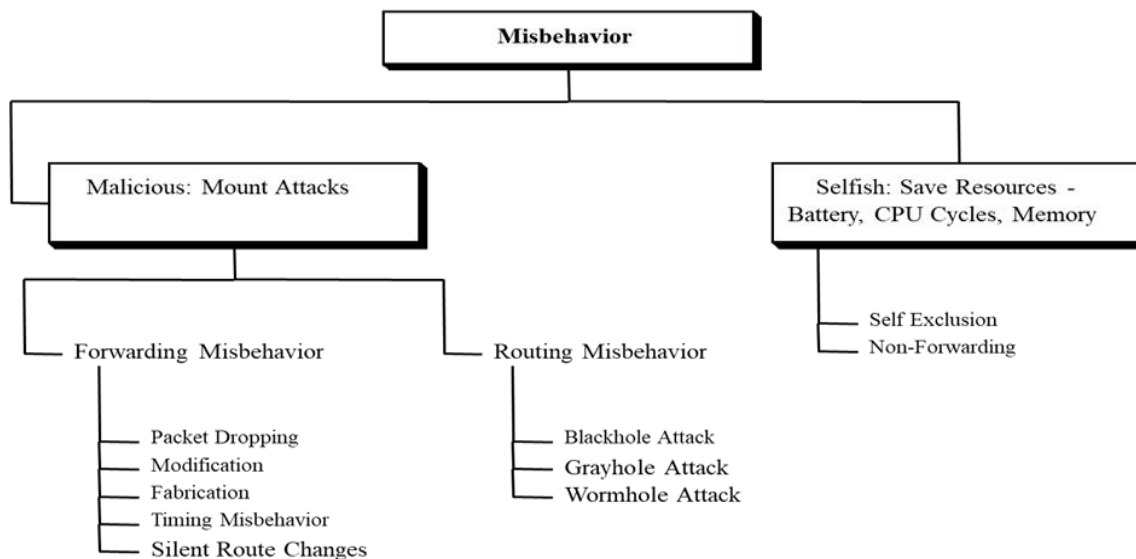 Misbehavior
Malicious: Mount Attacks
Selfish: Save Resources -
Battery, CPU Cycles, Memory
Self Exclusion
Non-Forwarding
Forwarding Misbehavior
Routing Misbehavior
Packet Dropping
Modification
Fabrication
Timing Misbehavior
Silent Route Changes
Blackhole Attack
Grayhole Attack
Wormhole Attack